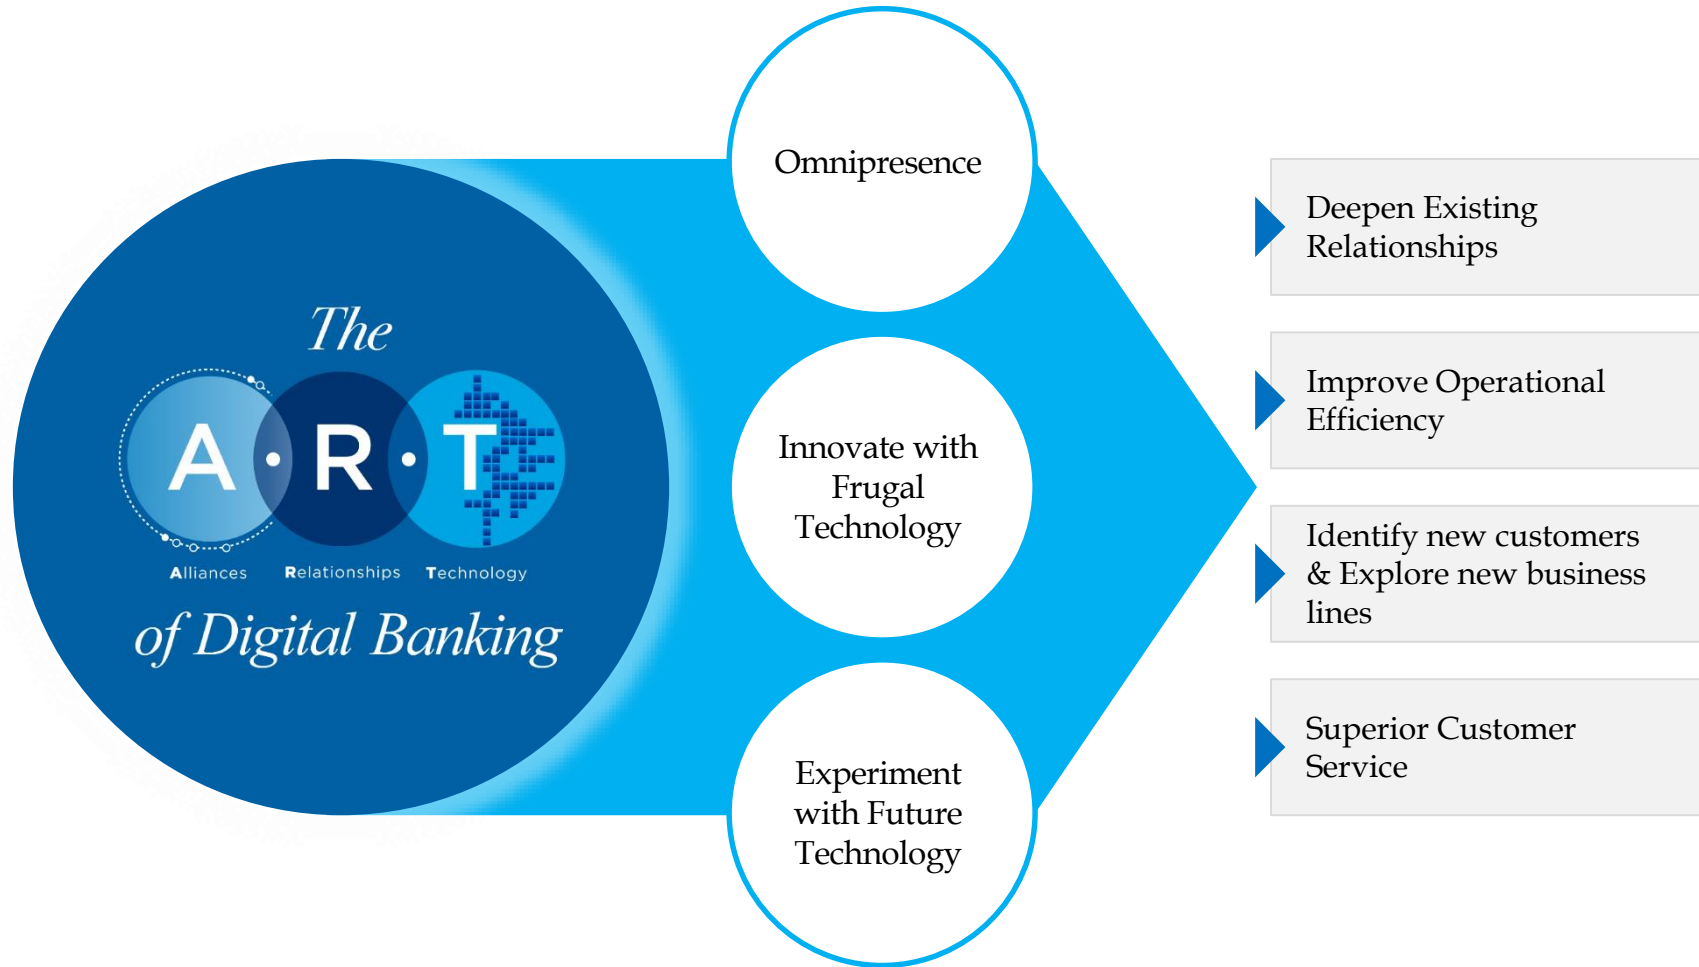 The
A·R·T
Alliances Relationships Technology
of Digital Banking
Omnipresence
Innovate with
Frugal
Technology
Experiment
with Future
Technology
Deepen Existing
Relationships
Improve Operational
Efficiency
Identify new customers
& Explore new business
lines
Superior Customer
Service